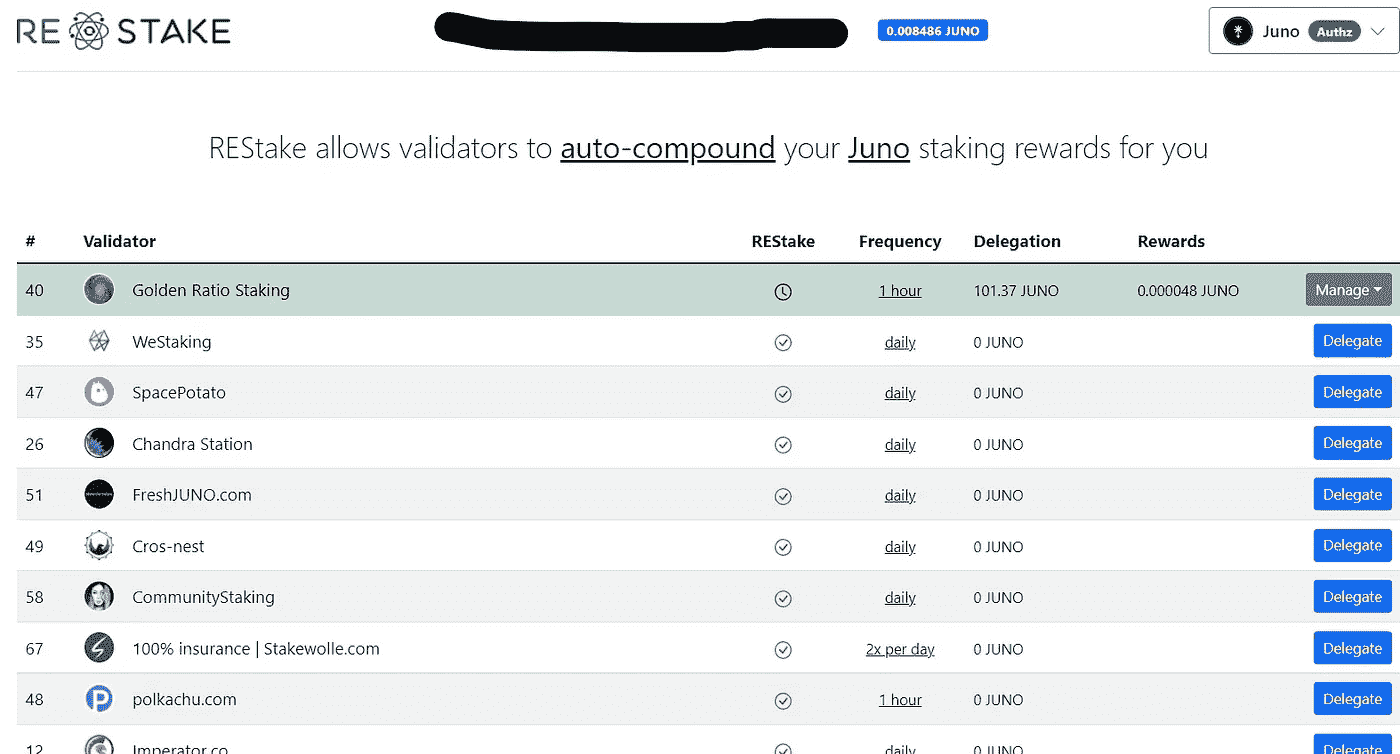 RE STAKE
0.008486 JUNO
Juno Authz
REStake allows validators to auto-compound your Juno staking rewards for you
# Validator REStake Frequency Delegation Rewards
40 Golden Ratio Staking 1 hour 101.37 JUNO 0.000048 JUNO Manage
35 WeStaking daily 0 JUNO Delegate
47 SpacePotato daily 0 JUNO Delegate
26 Chandra Station daily 0 JUNO Delegate
51 FreshJUNO.com daily 0 JUNO Delegate
49 Cros-nest daily 0 JUNO Delegate
58 CommunityStaking daily 0 JUNO Delegate
67 100% insurance | Stakewolle.com 2x per day 0 JUNO Delegate
48 polkachu.com 1 hour 0 JUNO Delegate
12 Imperator.co daily 0 JUNO Delegate